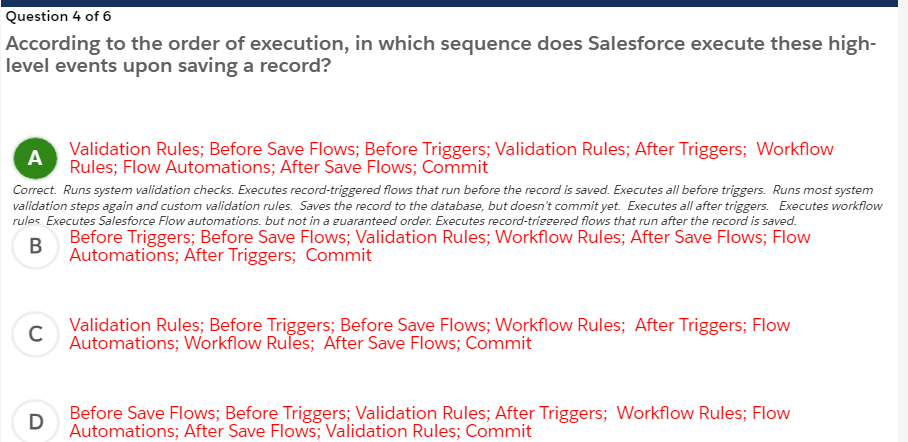 Question 4 of 6
According to the order of execution, in which sequence does Salesforce execute these high-
level events upon saving a record?
A
Validation Rules; Before Save Flows; Before Triggers; Validation Rules; After Triggers; Workflow
Rules; Flow Automations; After Save Flows; Commit
Correct. Runs system validation checks. Executes record-triggered flows that run before the record is saved. Executes all before triggers. Runs most system
validation steps again and custom validation rules. Saves the record to the database, but doesn't commit yet. Executes all after triggers. Executes workflow
rules. Executes Salesforce Flow automations, but not in a guaranteed order. Executes record-triggered flows that run after the record is saved.
B
Before Triggers; Before Save Flows; Validation Rules; Workflow Rules; After Save Flows; Flow
Automations; After Triggers; Commit
C
Validation Rules; Before Triggers; Before Save Flows; Workflow Rules; After Triggers; Flow
Automations; Workflow Rules; After Save Flows; Commit
D
Before Save Flows; Before Triggers; Validation Rules; After Triggers; Workflow Rules; Flow
Automations; After Save Flows; Validation Rules; Commit